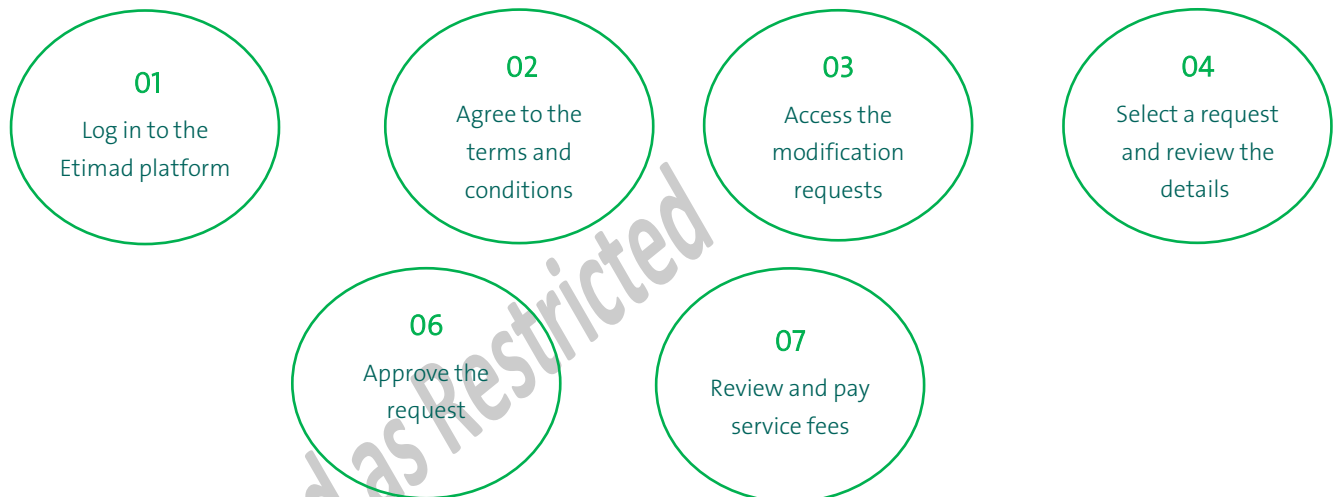 01
Log in to the
Etimad platform
02
Agree to the
terms and
conditions
03
Access the
modification
requests
04
Select a request
and review the
details
06
Approve the
request
07
Review and pay
service fees
as Restricted